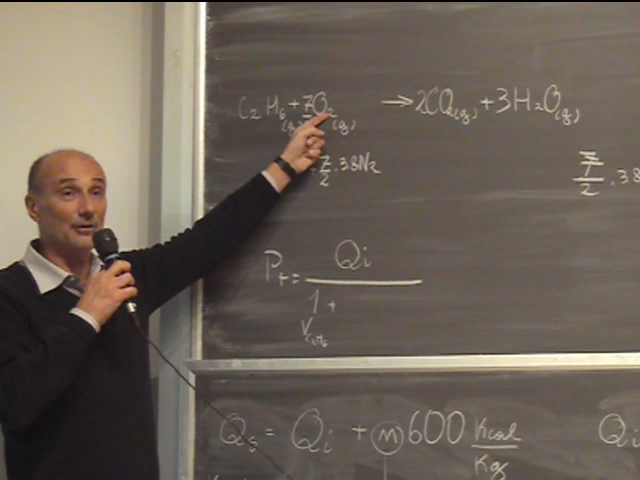 C₂H₆(g) + 7/2 O₂(g) → 2CO₂(g) + 3H₂O(g)
+ 7/2 · 3.8N₂ 7/2 · 3.8
Pt = Qi
1 +
V C₂H₆
Qs = Qi + m 600 Kcal/Kg Qi